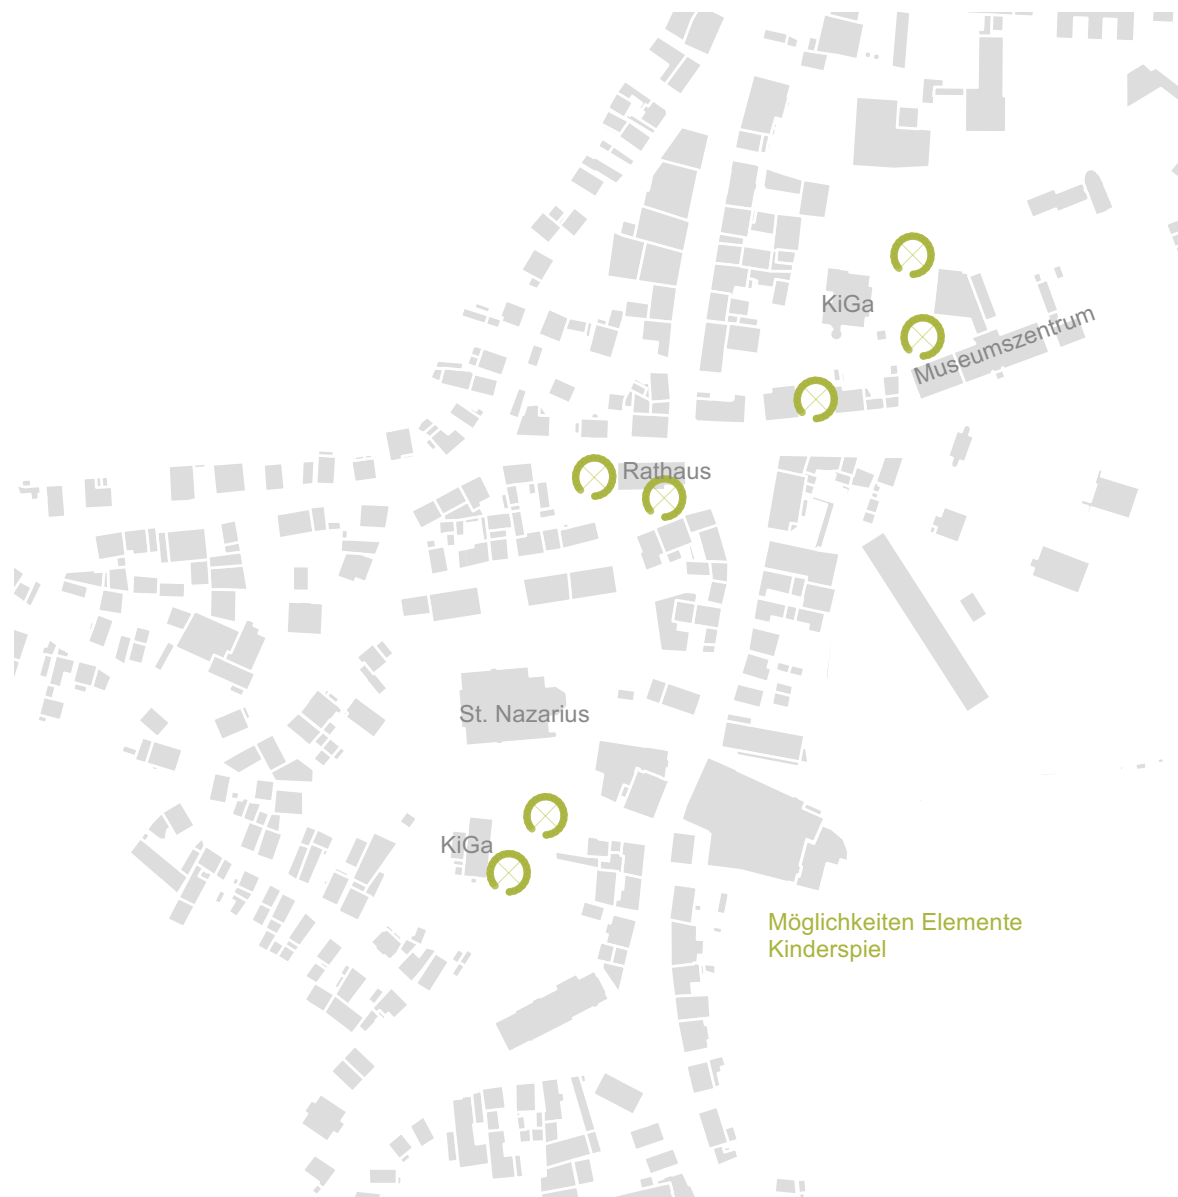 KiGa
Museumszentrum
Rathaus
St. Nazarius
KiGa
Möglichkeiten Elemente
Kinderspiel